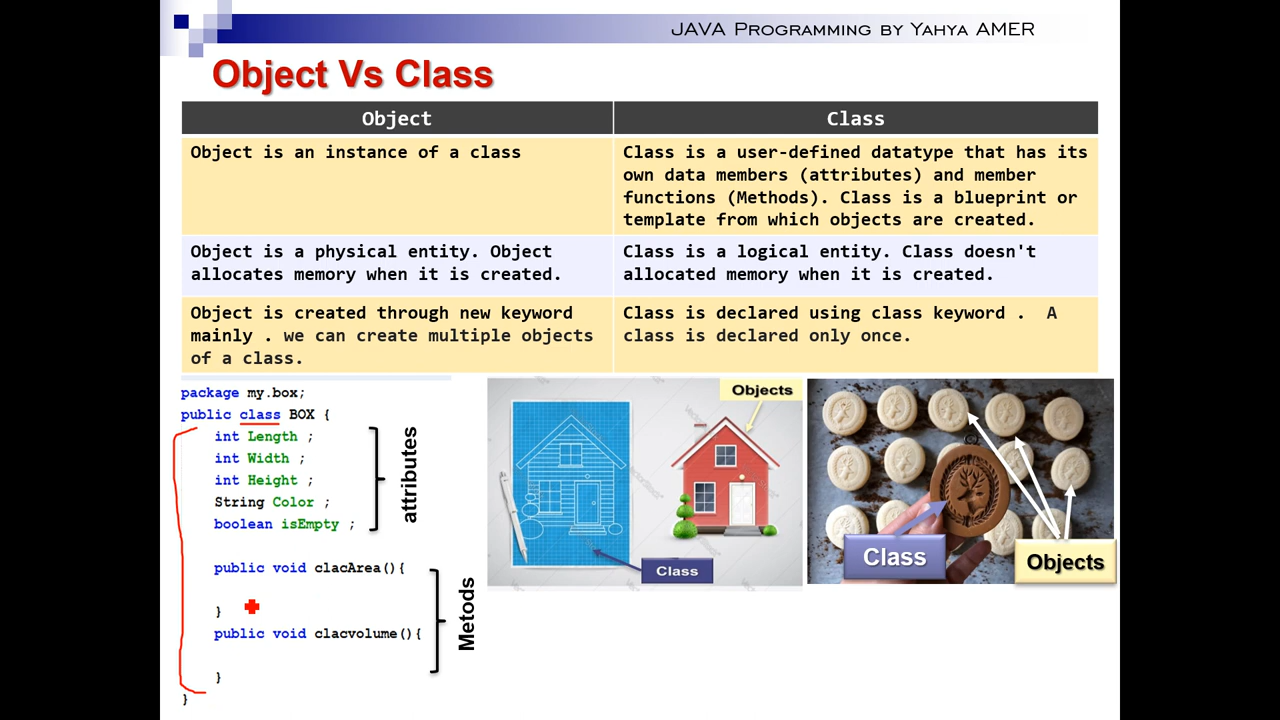 JAVA Programming by Yahya AMER
Object Vs Class
Object
Class
Object is an instance of a class
Class is a user-defined datatype that has its
own data members (attributes) and member
functions (Methods). Class is a blueprint or
template from which objects are created.
Object is a physical entity. Object
allocates memory when it is created.
Class is a logical entity. Class doesn't
allocated memory when it is created.
Object is created through new keyword
mainly . we can create multiple objects
of a class.
Class is declared using class keyword . A
class is declared only once.
package my.box;
public class BOX {
int Length ;
int Width ;
int Height ;
String Color ;
boolean isEmpty ;
public void clacArea(){
}
public void clacvolume(){
}
}
attributes
Metods
Objects
Class
Class
Objects